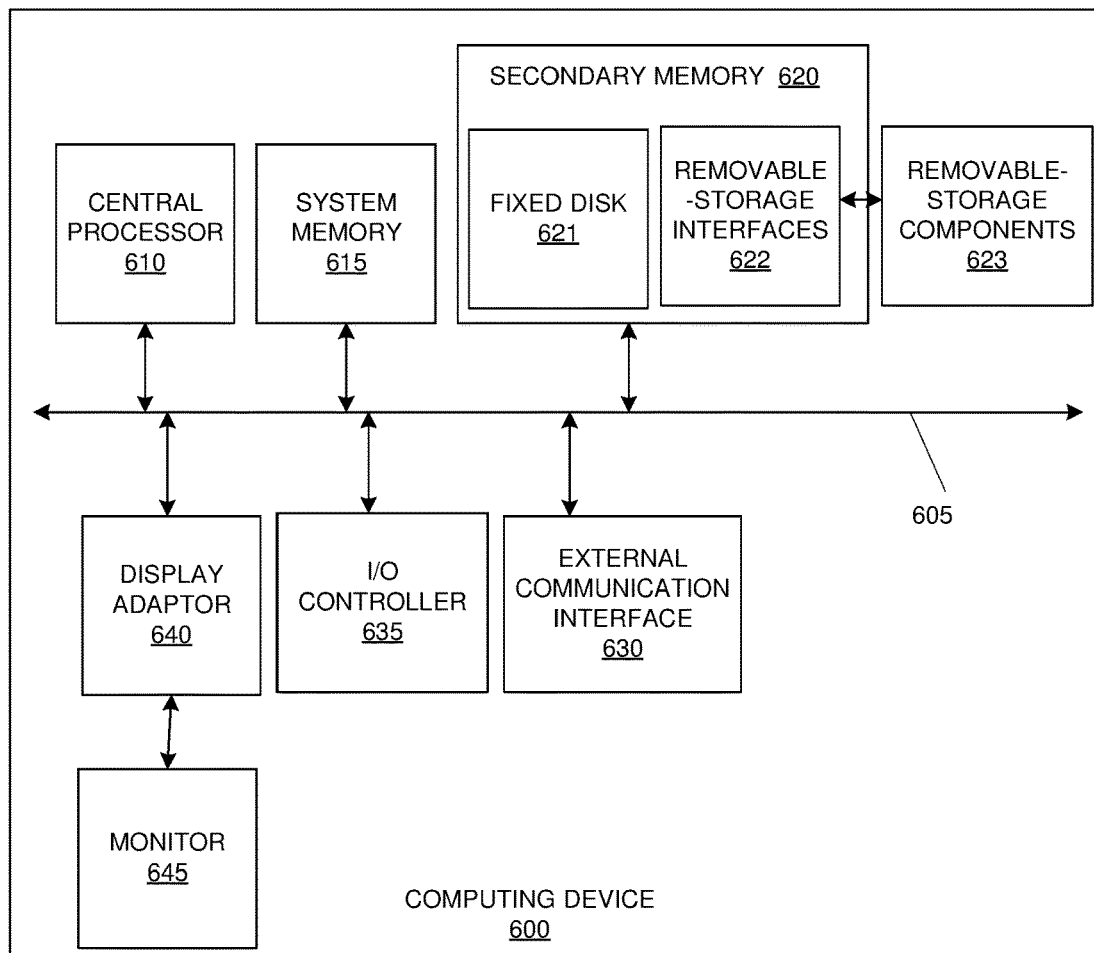 SECONDARY MEMORY 620
CENTRAL
PROCESSOR
610
SYSTEM
MEMORY
615
FIXED DISK
621
REMOVABLE
-STORAGE
INTERFACES
622
REMOVABLE-
STORAGE
COMPONENTS
623
605
DISPLAY
ADAPTOR
640
I/O
CONTROLLER
635
EXTERNAL
COMMUNICATION
INTERFACE
630
MONITOR
645
COMPUTING DEVICE
600